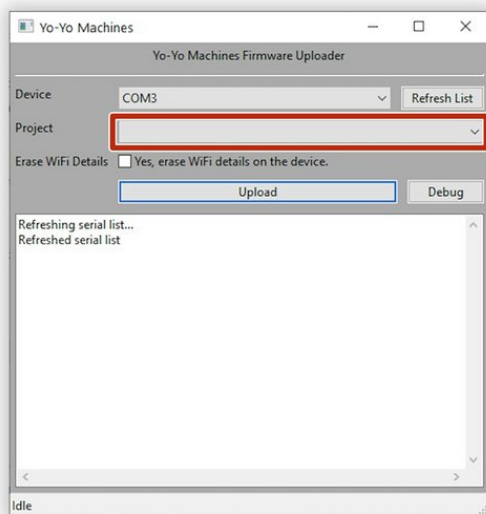 Yo-Yo Machines
Yo-Yo Machines Firmware Uploader
Device COM3 Refresh List
Project
Erase WiFi Details Yes, erase WiFi details on the device.
Upload Debug
Refreshing serial list...
Refreshed serial list
Idle